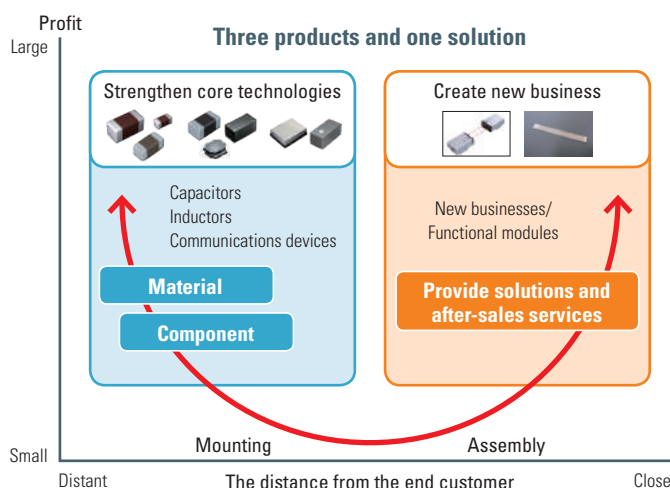 Profit
Large
Three products and one solution
Strengthen core technologies
Create new business
Capacitors
Inductors
Communications devices
New businesses/
Functional modules
Material
Component
Provide solutions and
after-sales services
Mounting
Assembly
Small
Distant
The distance from the end customer
Close